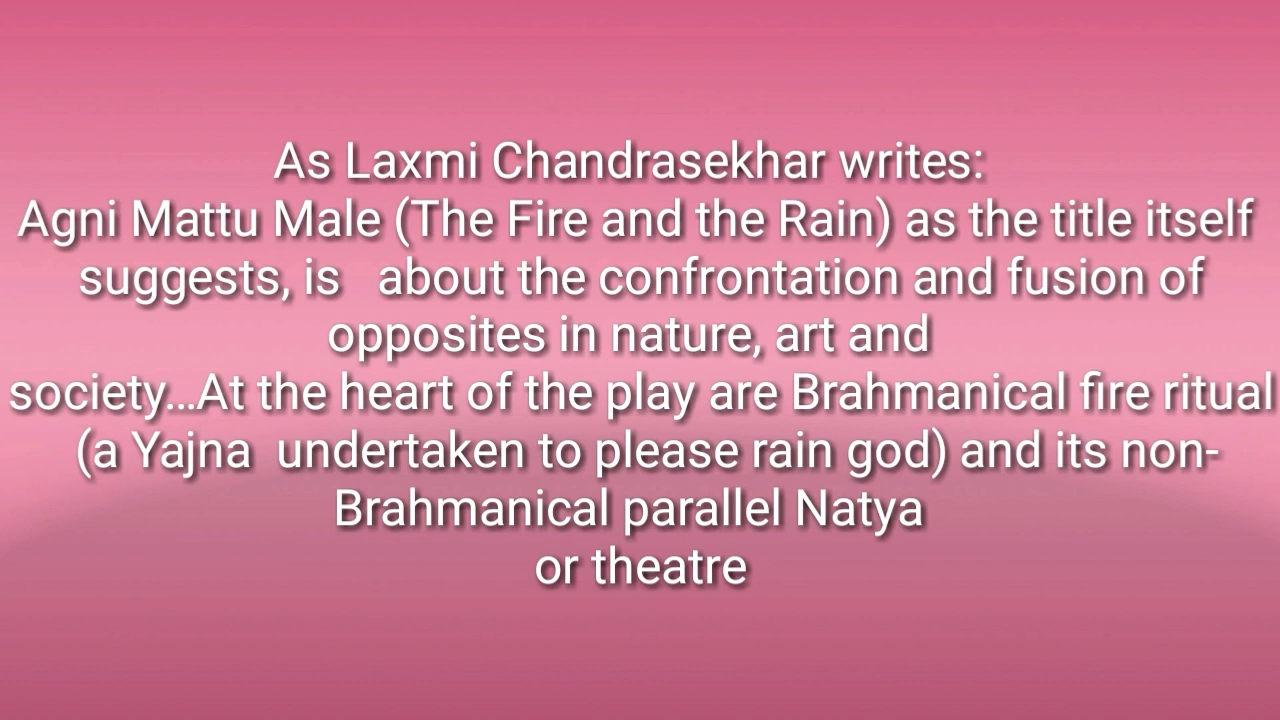 As Laxmi Chandrasekhar writes:
Agni Mattu Male (The Fire and the Rain) as the title itself
suggests, is   about the confrontation and fusion of
opposites in nature, art and
society...At the heart of the play are Brahmanical fire ritual
(a Yajna  undertaken to please rain god) and its non-
Brahmanical parallel Natya
or theatre